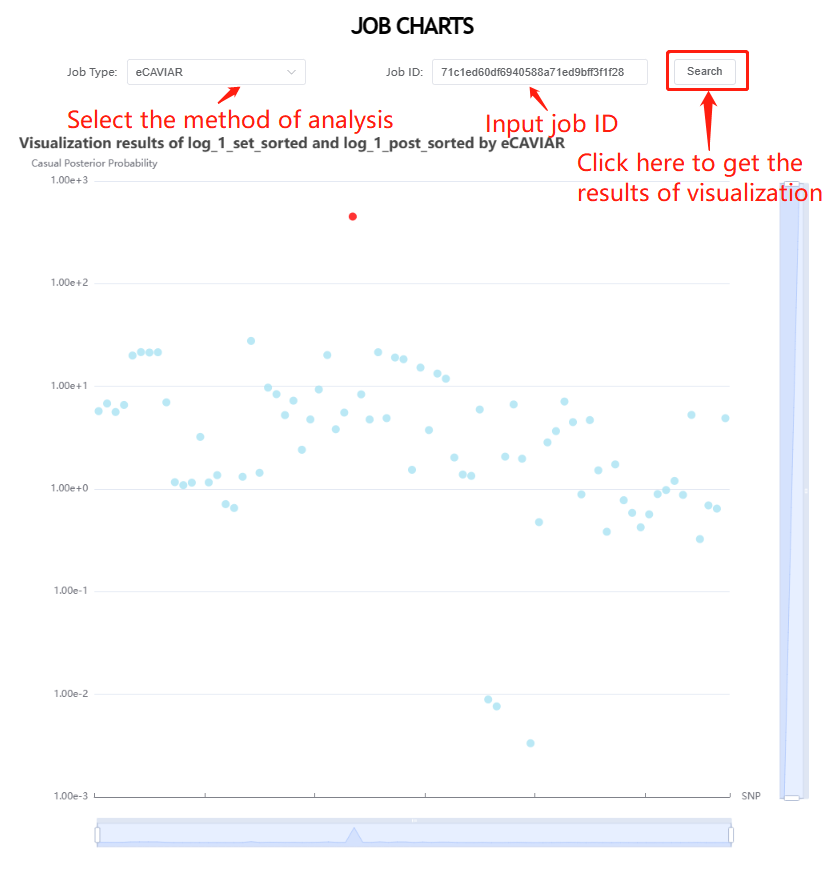 JOB CHARTS
Job Type: eCAVIAR Job ID: 71c1ed60df6940588a71ed9bff3f1f28 Search
Select the method of analysis
Input job ID
Visualization results of log_1_set_sorted and log_1_post_sorted by eCAVIAR
Click here to get the
results of visualization
Casual Posterior Probability
1.00e+3
1.00e+2
1.00e+1
1.00e+0
1.00e-1
1.00e-2
1.00e-3
SNP